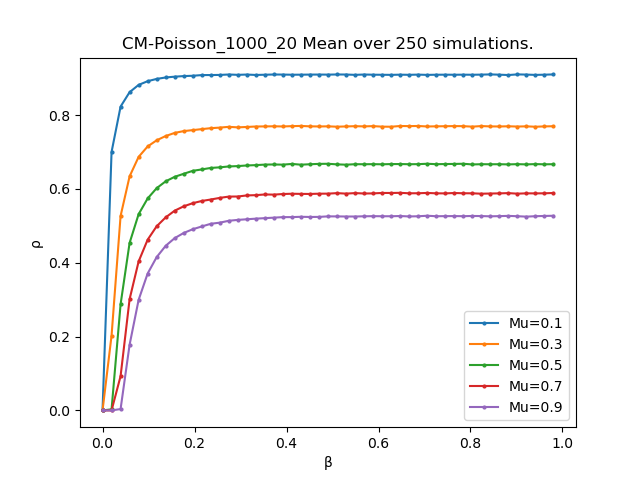 CM-Poisson_1000_20 Mean over 250 simulations.
ρ
0.8
0.6
0.4
0.2
0.0
0.0 0.2 0.4 0.6 0.8 1.0
β
Mu=0.1
Mu=0.3
Mu=0.5
Mu=0.7
Mu=0.9